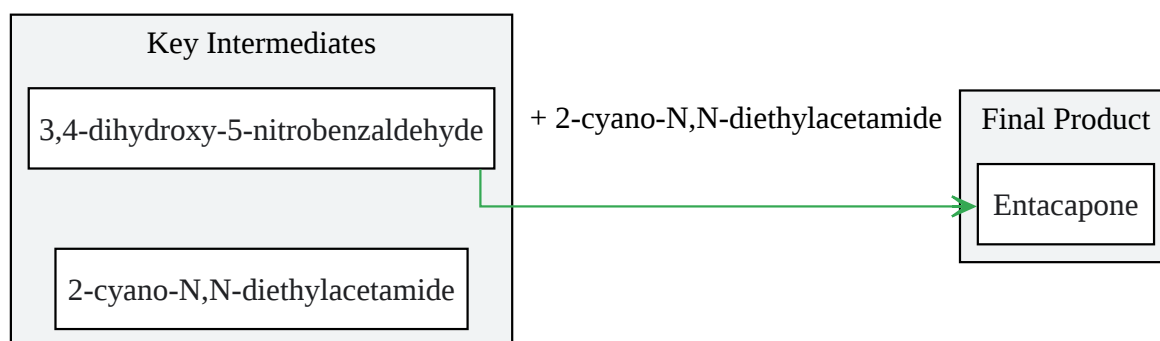 Key Intermediates
3,4-dihydroxy-5-nitrobenzaldehyde
2-cyano-N,N-diethylacetamide
+ 2-cyano-N,N-diethylacetamide
Final Product
Entacapone